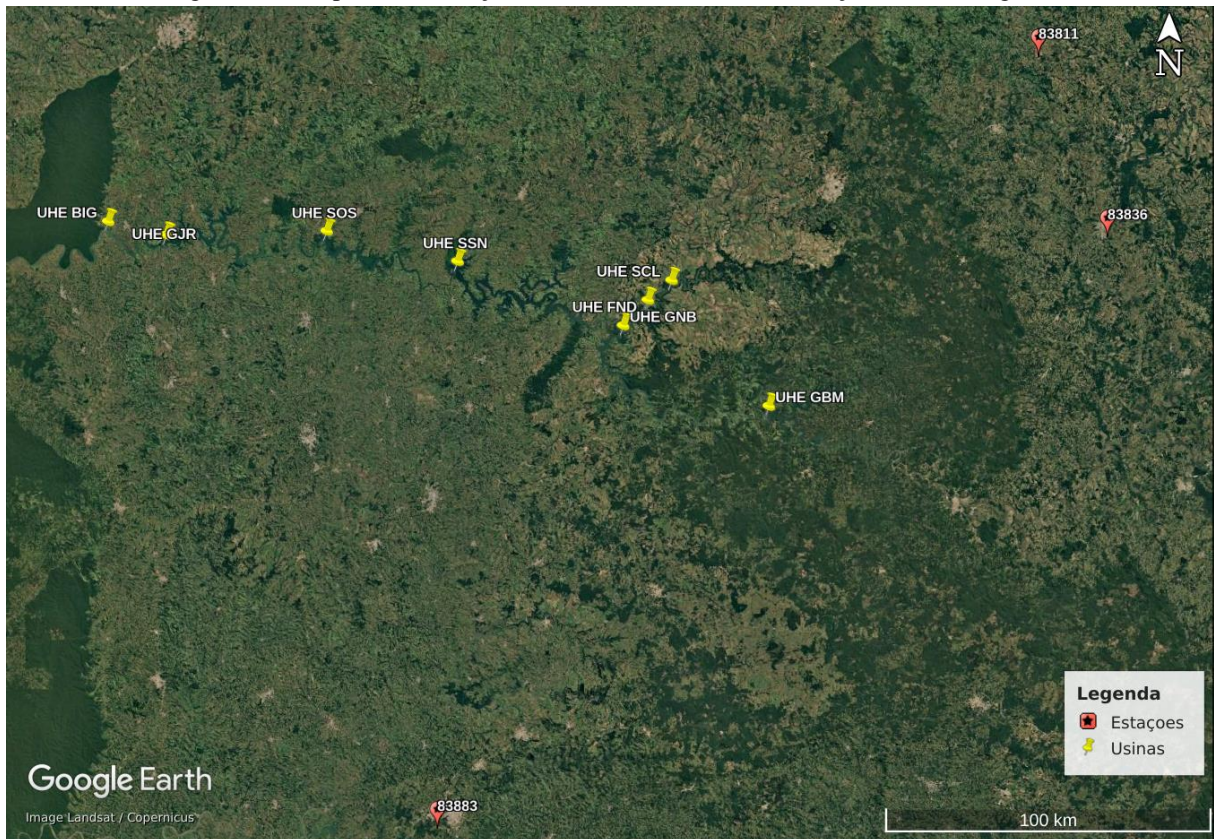 83811
N
83836
UHE BIG
UHE GJR
UHE SOS
UHE SSN
UHE SCL
UHE FND
UHE GNB
UHE GBM
Legenda
Estaçoes
Usinas
Google Earth
Image Landsat / Copernicus
83883
100 km